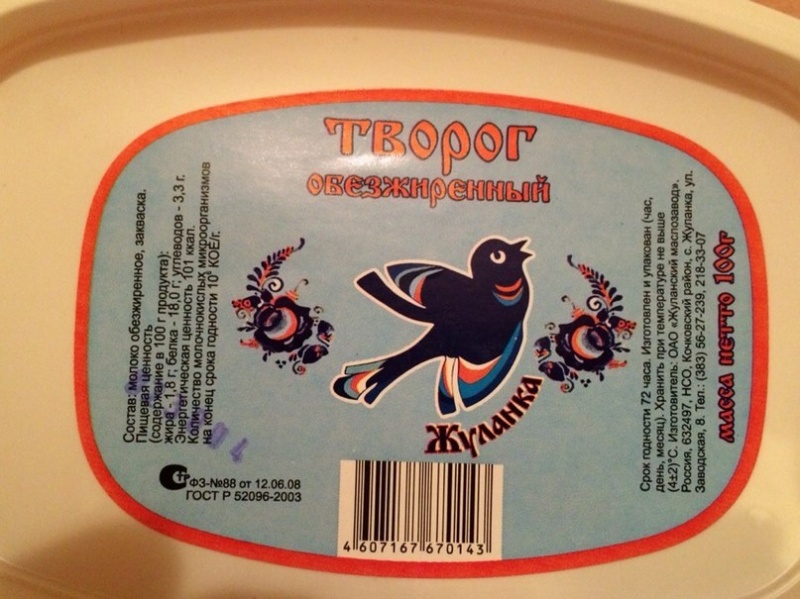 ТВОРОГ
обезжиренный
Состав: молоко обезжиренное, закваска.
Пищевая ценность
(содержание в 100 г продукта):
жира - 1,8 г; белка - 18,0 г; углеводов - 3,3 г.
Энергетическая ценность 101 ккал.
Количество молочнокислых микроорганизмов
на конец срока годности КОЕ/г.
04
Жуланка
ФЗ-№88 от 12.06.08
ГОСТ Р 52096-2003
4 607167 670143
Срок годности 72 часа. Изготовлен и упакован (час,
день, месяц). Хранить при температуре не выше
(4±2)°С. Изготовитель: ОАО «Жуланский маслозавод».
Россия, 632497, НСО, Кочковский район, с. Жуланка, ул.
Заводская, 8. Тел.: (383) 56-27-239, 218-33-07
масса нетто 100г